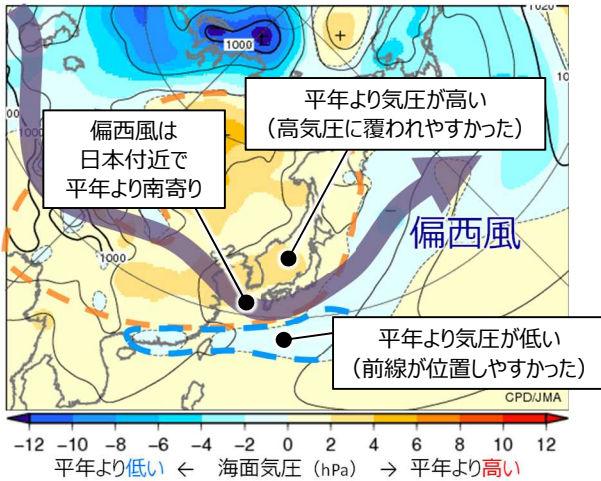 1000
1020
平年より気圧が高い
（高気圧に覆われやすかった）
偏西風は
日本付近で
平年より南寄り
偏西風
1000
平年より気圧が低い
（前線が位置しやすかった）
CPD/JMA
-12 -10 -8 -6 -4 -2 0 2 4 6 8 10 12
平年より低い ← 海面気圧（hPa） → 平年より高い